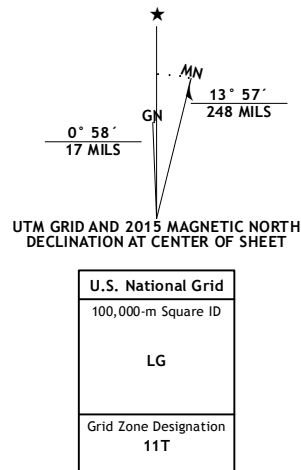 MN
GN
13° 57´
248 MILS
0° 58´
17 MILS
UTM GRID AND 2015 MAGNETIC NORTH
DECLINATION AT CENTER OF SHEET
U.S. National Grid
100,000-m Square ID
LG
Grid Zone Designation
11T